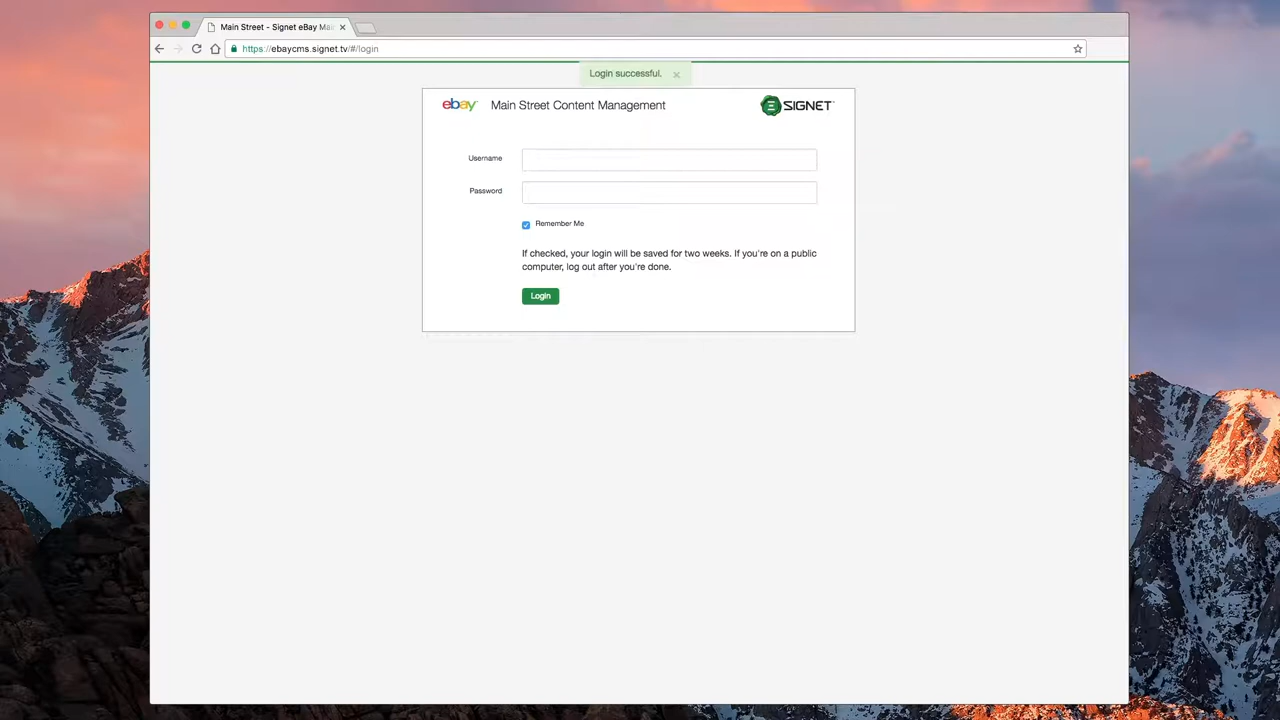 Main Street - Signet eBay Mai
https://ebaycms.signet.tv/#/login
Login successful. ×
ebay Main Street Content Management SIGNET
Username
Password
Remember Me
If checked, your login will be saved for two weeks. If you're on a public
computer, log out after you're done.
Login